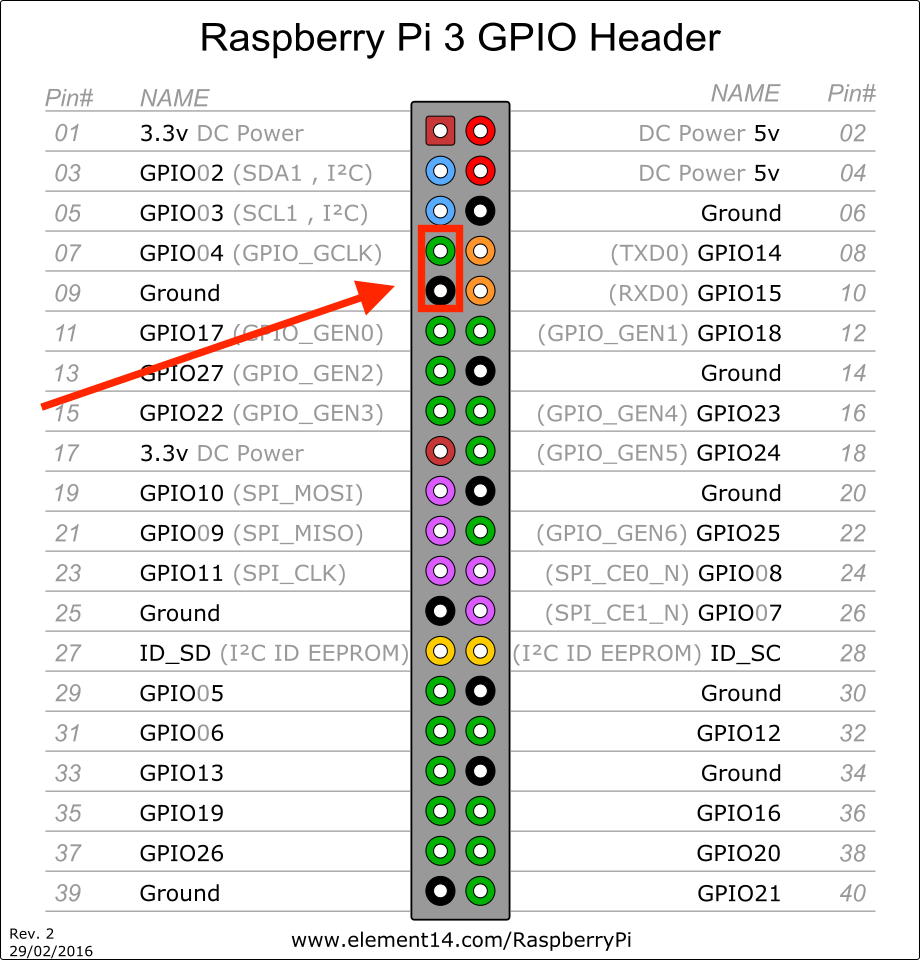 Raspberry Pi 3 GPIO Header
Pin# NAME NAME Pin#
01 3.3v DC Power DC Power 5v 02
03 GPIO02 (SDA1 , I²C) DC Power 5v 04
05 GPIO03 (SCL1 , I²C) Ground 06
07 GPIO04 (GPIO_GCLK) (TXD0) GPIO14 08
09 Ground (RXD0) GPIO15 10
11 GPIO17 (GPIO_GEN0) (GPIO_GEN1) GPIO18 12
13 GPIO27 (GPIO_GEN2) Ground 14
15 GPIO22 (GPIO_GEN3) (GPIO_GEN4) GPIO23 16
17 3.3v DC Power (GPIO_GEN5) GPIO24 18
19 GPIO10 (SPI_MOSI) Ground 20
21 GPIO09 (SPI_MISO) (GPIO_GEN6) GPIO25 22
23 GPIO11 (SPI_CLK) (SPI_CE0_N) GPIO08 24
25 Ground (SPI_CE1_N) GPIO07 26
27 ID_SD (I²C ID EEPROM) (I²C ID EEPROM) ID_SC 28
29 GPIO05 Ground 30
31 GPIO06 GPIO12 32
33 GPIO13 Ground 34
35 GPIO19 GPIO16 36
37 GPIO26 GPIO20 38
39 Ground GPIO21 40
Rev. 2
29/02/2016
www.element14.com/RaspberryPi